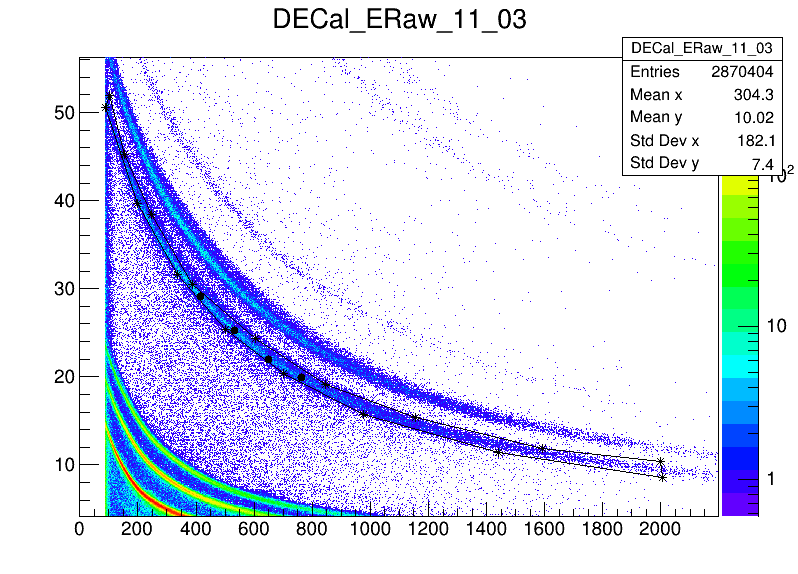 DECal_ERaw_11_03
DECal_ERaw_11_03
Entries 2870404
Mean x 304.3
Mean y 10.02
Std Dev x 182.1
Std Dev y 7.4
50
40
30
20
10
10²
10
1
0 200 400 600 800 1000 1200 1400 1600 1800 2000